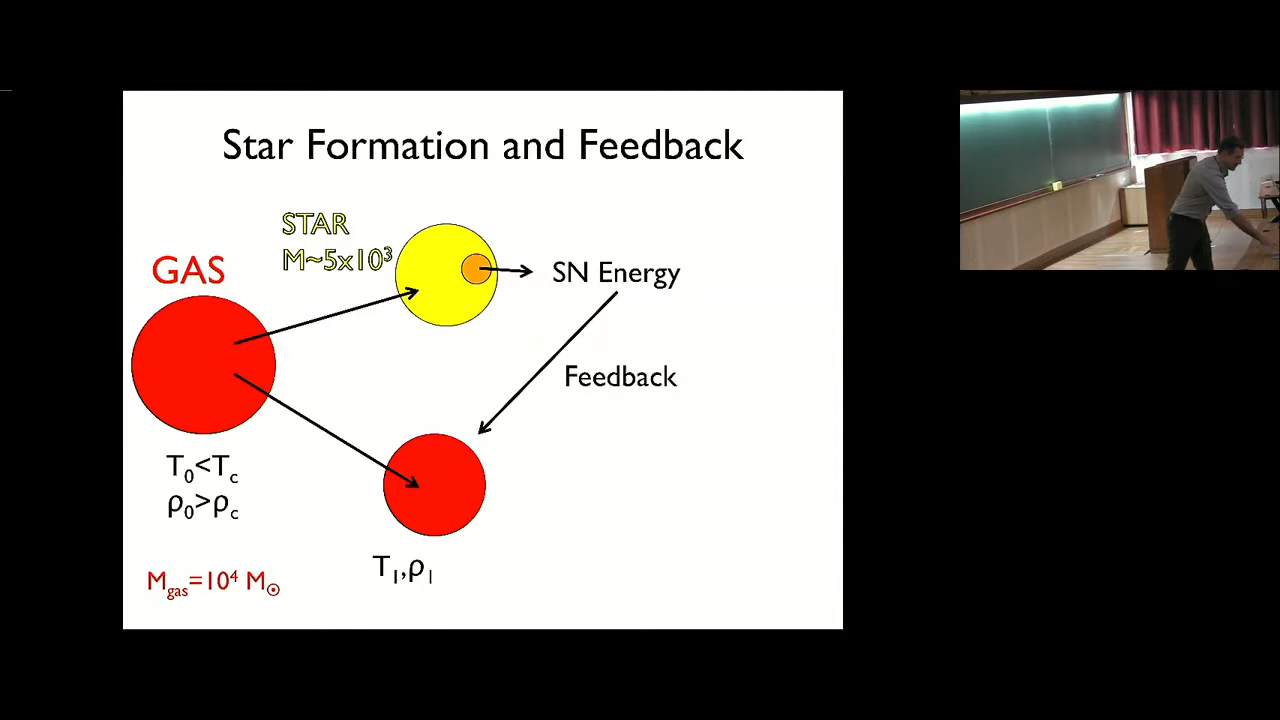 Star Formation and Feedback
STAR
M~5x10³
GAS
SN Energy
Feedback
T₀<T_c
ρ₀>ρ_c
T₁,ρ₁
M_gas=10⁴ M_☉